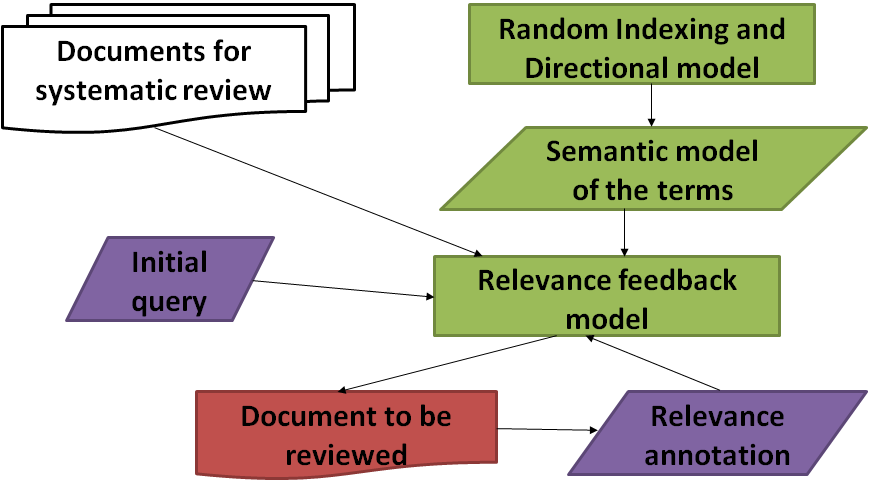 Documents for
systematic review
Random Indexing and
Directional model
Semantic model
of the terms
Initial
query
Relevance feedback
model
Document to be
reviewed
Relevance
annotation